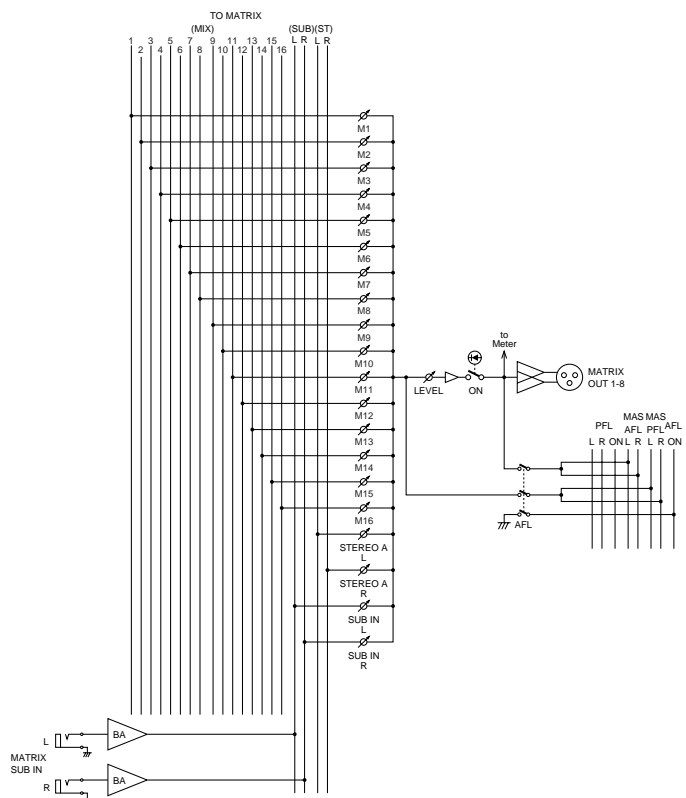 TO MATRIX
(MIX) (SUB)(ST)
1 3 5 7 9 11 13 15 L R L R
2 4 6 8 10 12 14 16
M1
M2
M3
M4
M5
M6
M7
M8
M9
M10
M11
M12
M13
M14
M15
M16
STEREO A
L
STEREO A
R
SUB IN
L
SUB IN
R
LEVEL
ON
to
Meter
MATRIX
OUT 1-8
MAS MAS
PFL AFL PFL AFL
L R ON L R L R ON
AFL
L
BA
MATRIX
SUB IN
R
BA